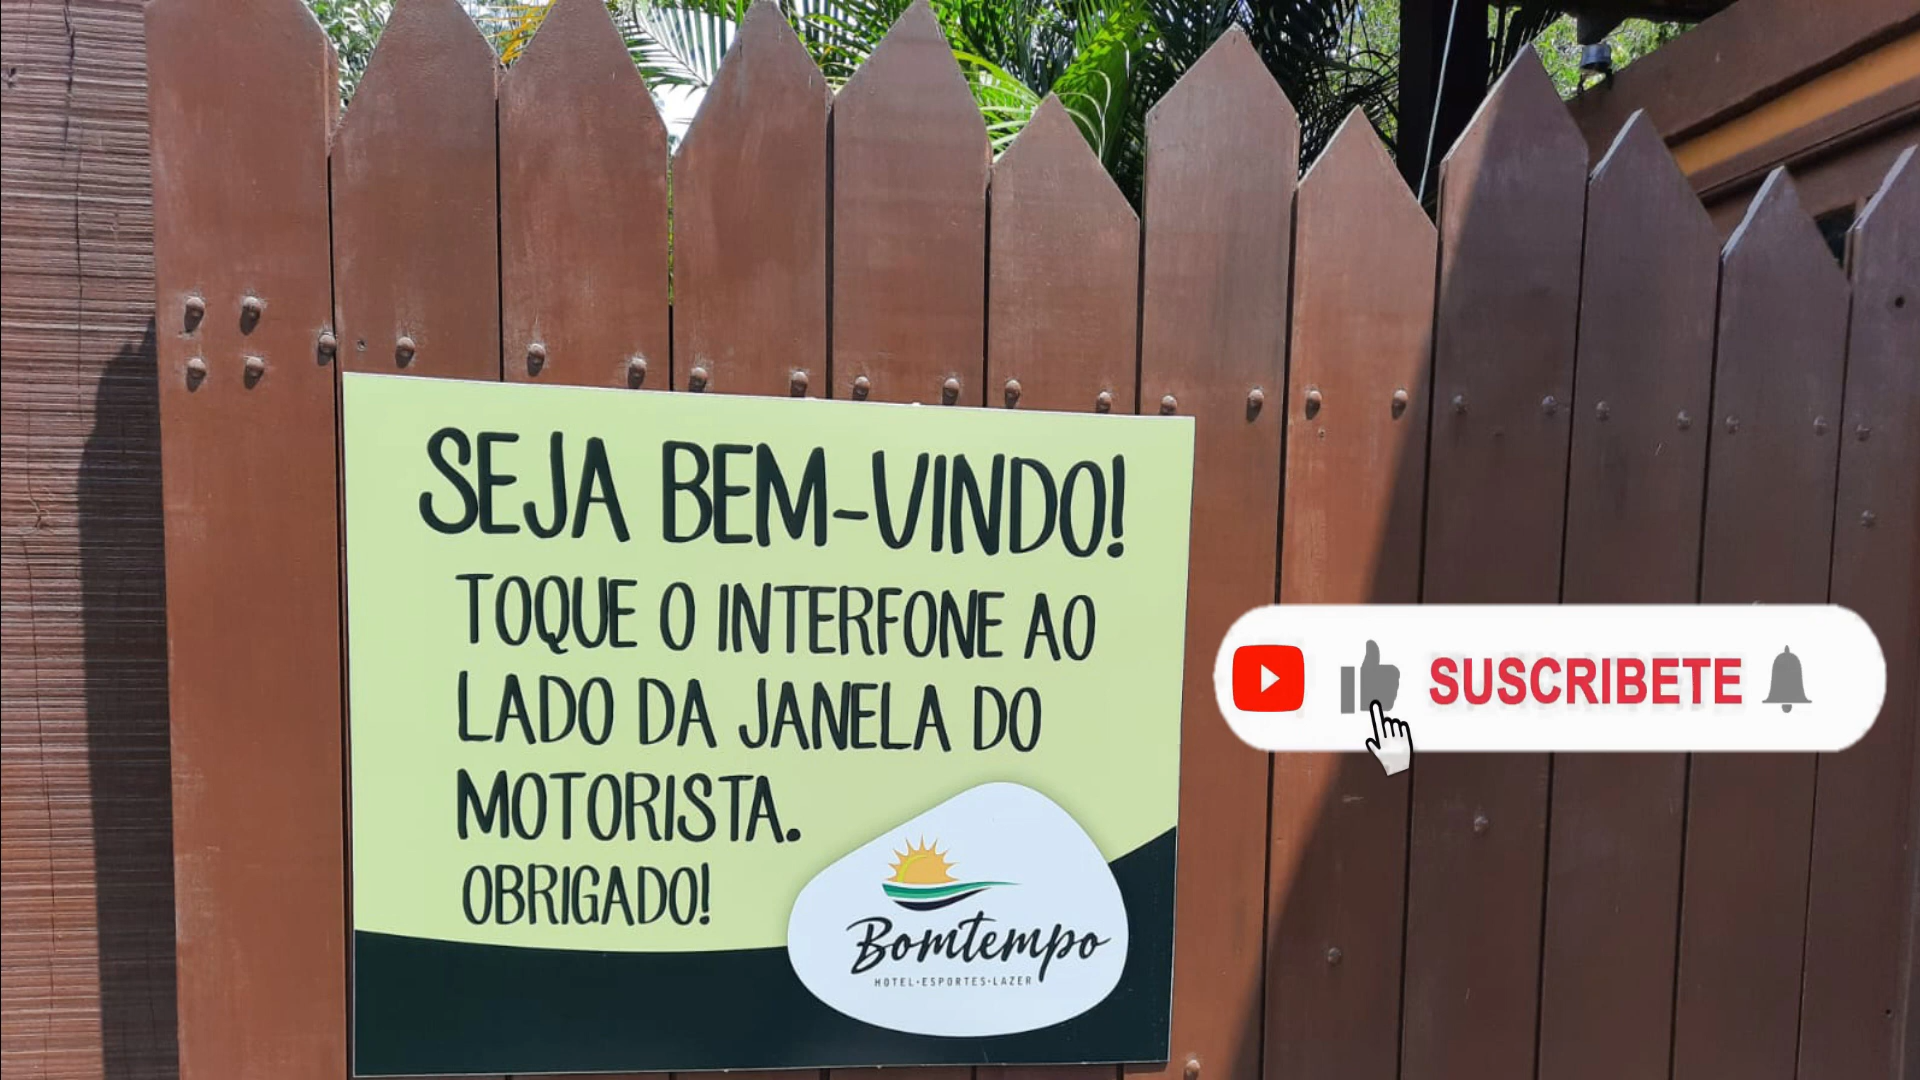 SEJA BEM-VINDO!
TOQUE O INTERFONE AO
LADO DA JANELA DO
MOTORISTA.
OBRIGADO!
Bomtempo
HOTEL·ESPORTES·LAZER
SUSCRIBETE